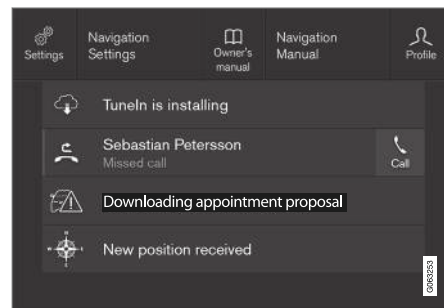 Settings
Navigation
Settings
Owner's
manual
Navigation
Manual
Profile
TuneIn is installing
Sebastian Petersson
Missed call
Call
Downloading appointment proposal
New position received
G063253